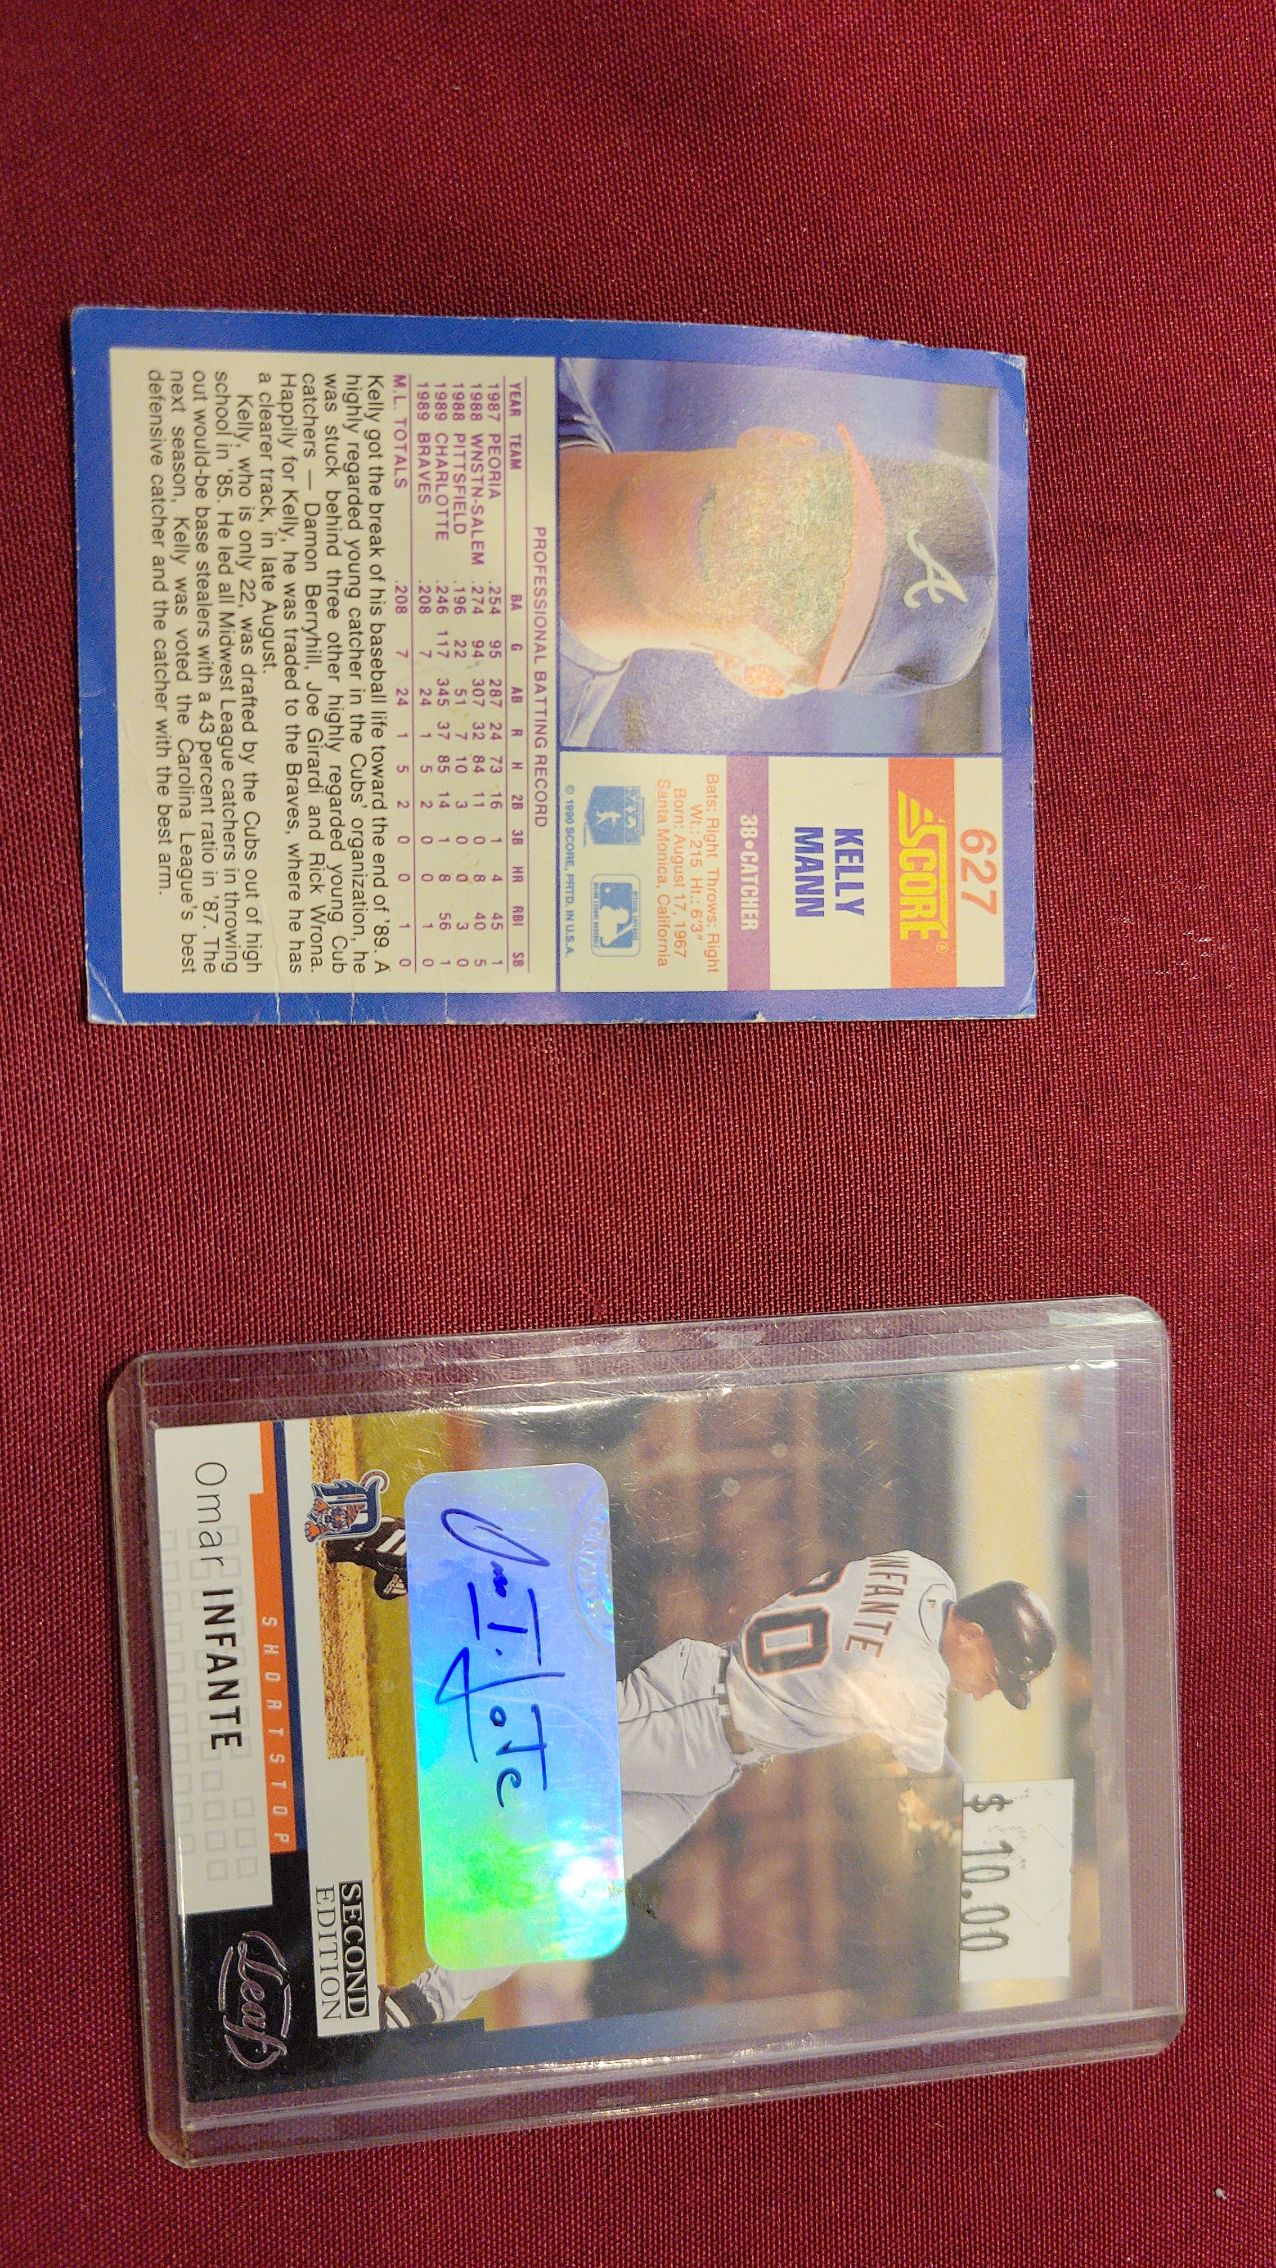 627
SCORE®
KELLY
MANN
38•CATCHER
Bats: Right Throws: Right
Wt.: 215 Ht.: 6'3"
Born: August 17, 1967
Santa Monica, California
© 1990 SCORE, PRTD. IN U.S.A.
A
PROFESSIONAL BATTING RECORD
YEAR TEAM BA G AB R H 2B 3B HR RBI SB
1987 PEORIA .254 95 287 24 73 16 1 4 45 1
1988 WNSTN-SALEM .274 94 307 32 84 11 0 8 40 5
1988 PITTSFIELD .196 22 51 7 10 3 0 0 3 0
1989 CHARLOTTE .246 117 345 37 85 14 1 8 56 1
1989 BRAVES .208 7 24 1 5 2 0 0 1 0
M.L. TOTALS .208 7 24 1 5 2 0 0 1 0
Kelly got the break of his baseball life toward the end of '89. A
highly regarded young catcher in the Cubs' organization, he
was stuck behind three other highly regarded young Cub
catchers — Damon Berryhill, Joe Girardi and Rick Wrona.
Happily for Kelly, he was traded to the Braves, where he has
a clearer track, in late August.
Kelly, who is only 22, was drafted by the Cubs out of high
school in '85. He led all Midwest League catchers in throwing
out would-be base stealers with a 43 percent ratio in '87. The
next season, Kelly was voted the Carolina League's best
defensive catcher and the catcher with the best arm.
$10.00
INFANTE
20
SECOND
EDITION
SHORTSTOP
Omar INFANTE
Leaf